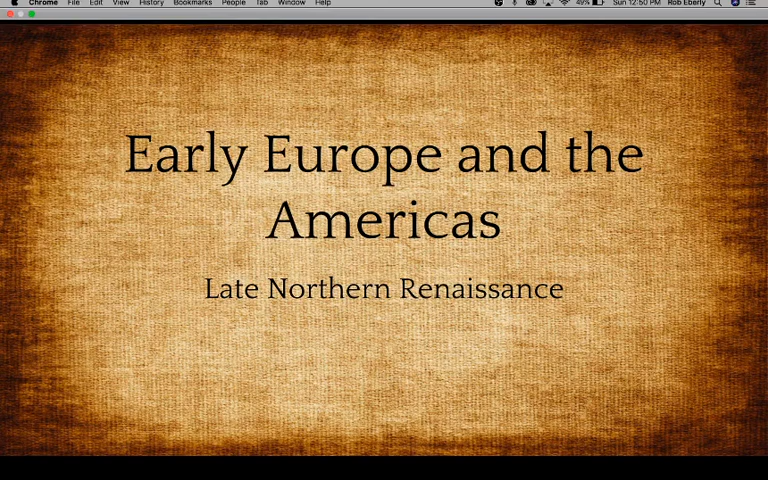 Chrome File Edit View History Bookmarks People Tab Window Help 49% Sun 12:50 PM Rob Eberly
Early Europe and the
Americas
Late Northern Renaissance